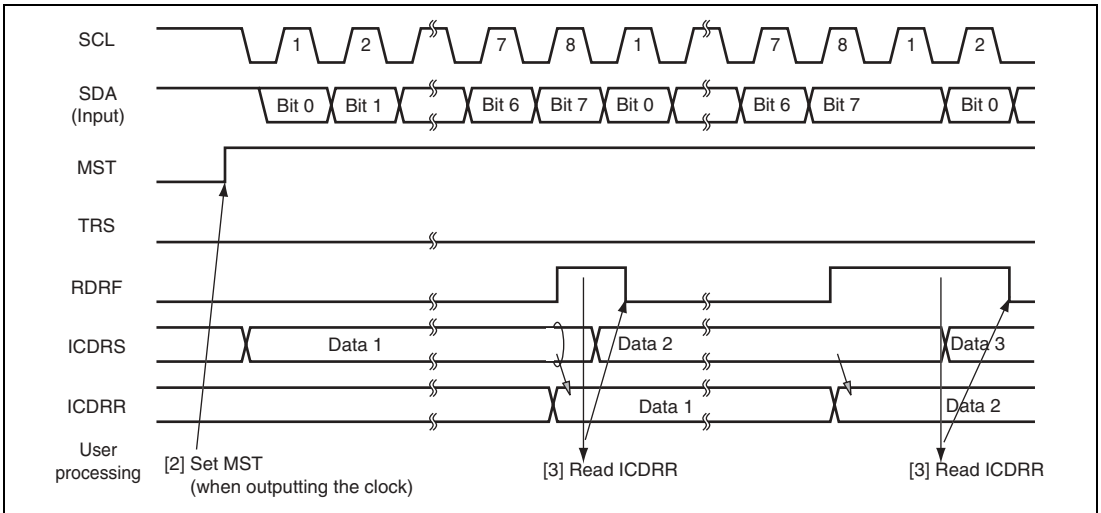 SCL 1 2 7 8 1 7 8 1 2
SDA
(Input) Bit 0 Bit 1 Bit 6 Bit 7 Bit 0 Bit 6 Bit 7 Bit 0
MST
TRS
RDRF
ICDRS Data 1 Data 2 Data 3
ICDRR Data 1 Data 2
User
processing
[2] Set MST
(when outputting the clock)
[3] Read ICDRR
[3] Read ICDRR